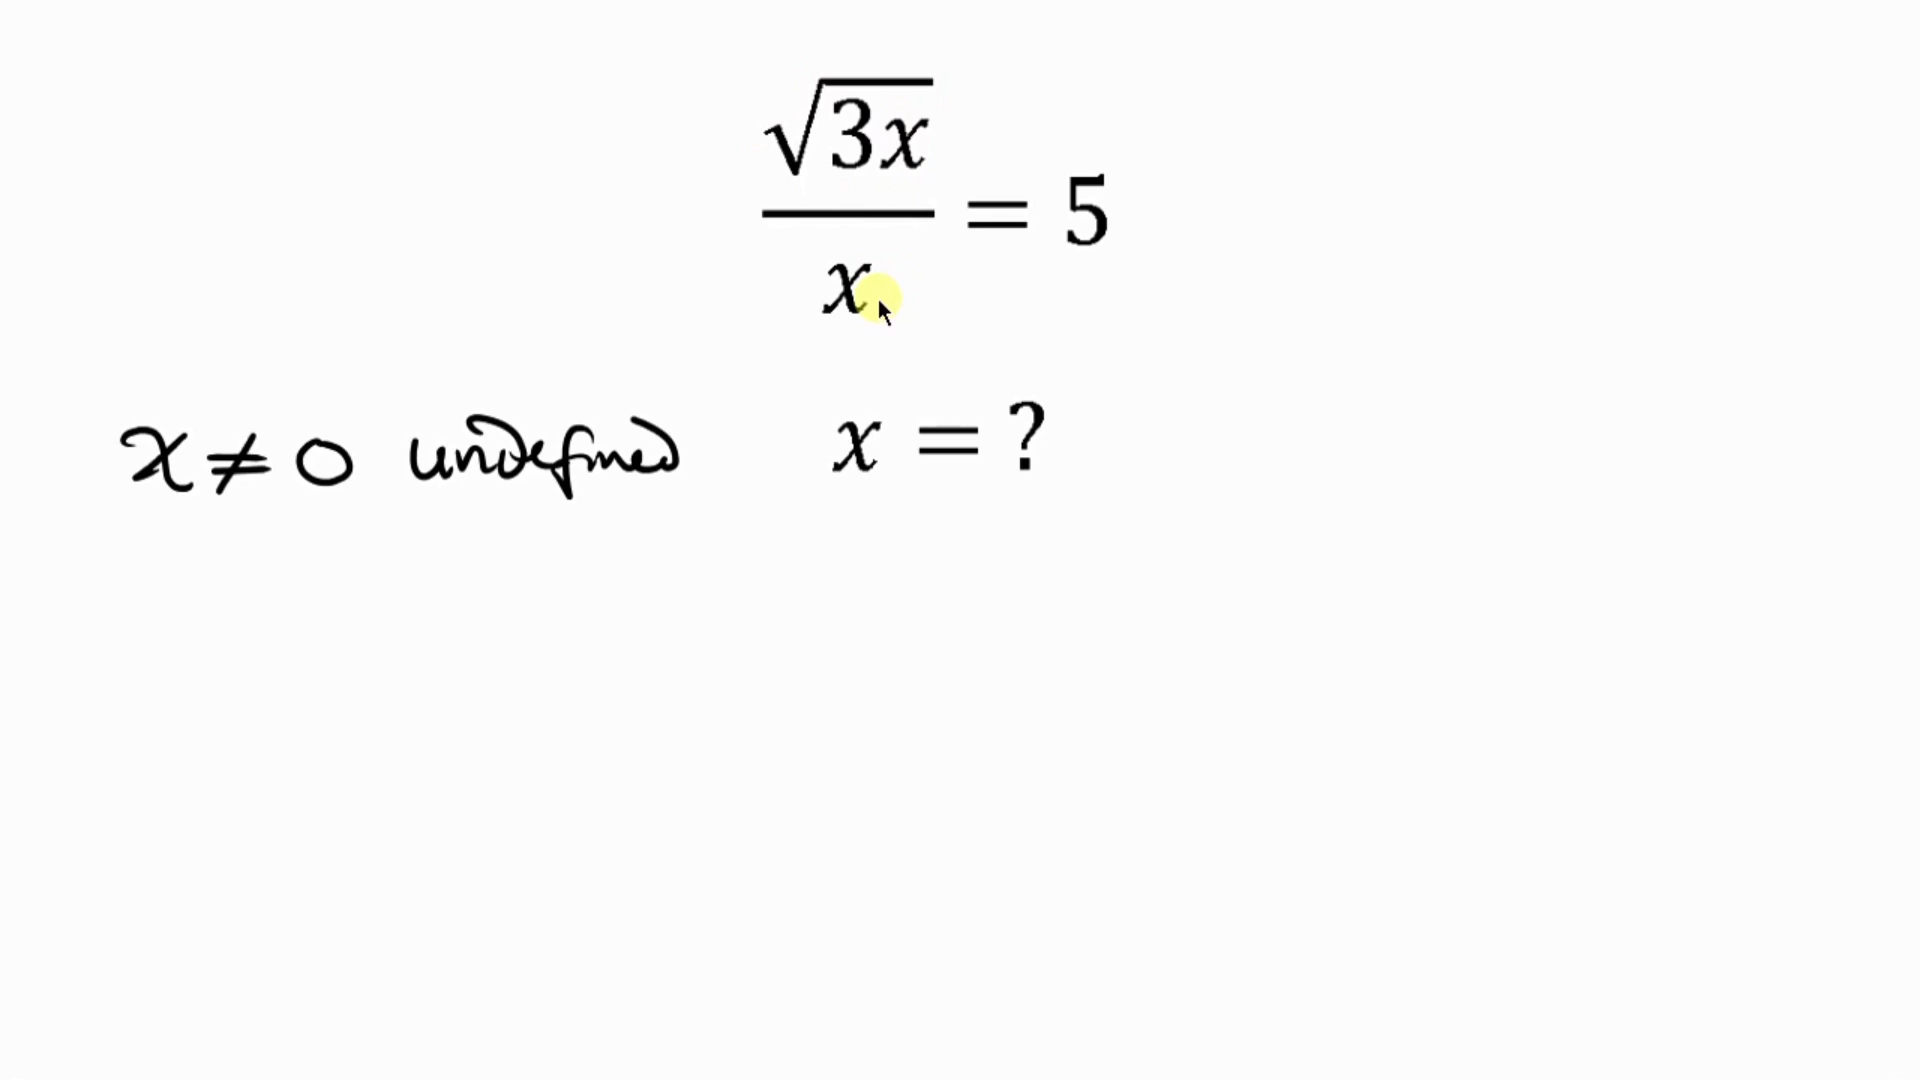 √3x / x = 5
x ≠ 0 undefined
x = ?